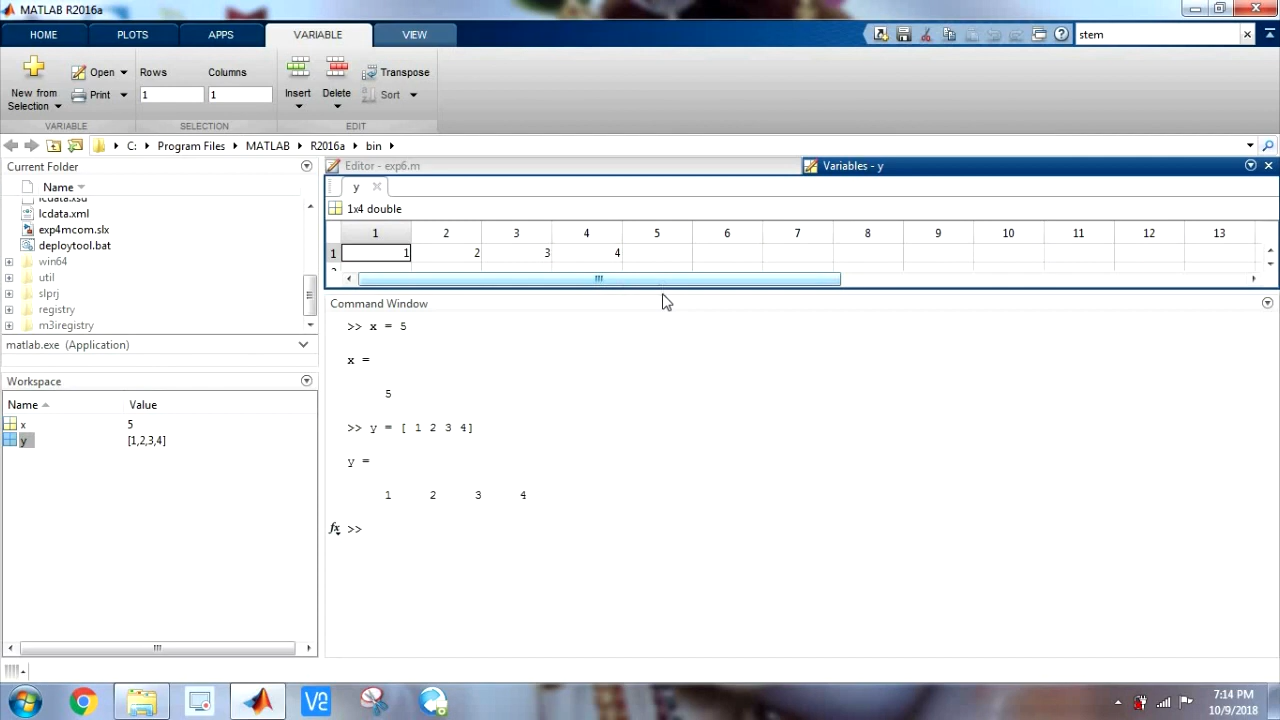 MATLAB R2016a
HOME PLOTS APPS VARIABLE VIEW stem
New from Selection
Open
Print
Rows Columns
1 1
Insert Delete
Transpose
Sort
VARIABLE SELECTION EDIT
C: Program Files MATLAB R2016a bin
Current Folder
Name
lcdata.xsd
lcdata.xml
exp4mcom.slx
deploytool.bat
win64
util
slprj
registry
m3iregistry
matlab.exe (Application)
Workspace
Name Value
x 5
y [1,2,3,4]
Editor - exp6.m Variables - y
y
1x4 double
1 2 3 4 5 6 7 8 9 10 11 12 13
1 1 2 3 4
Command Window
>> x = 5
x =
5
>> y = [ 1 2 3 4]
y =
1 2 3 4
fx >>
7:14 PM
10/9/2018